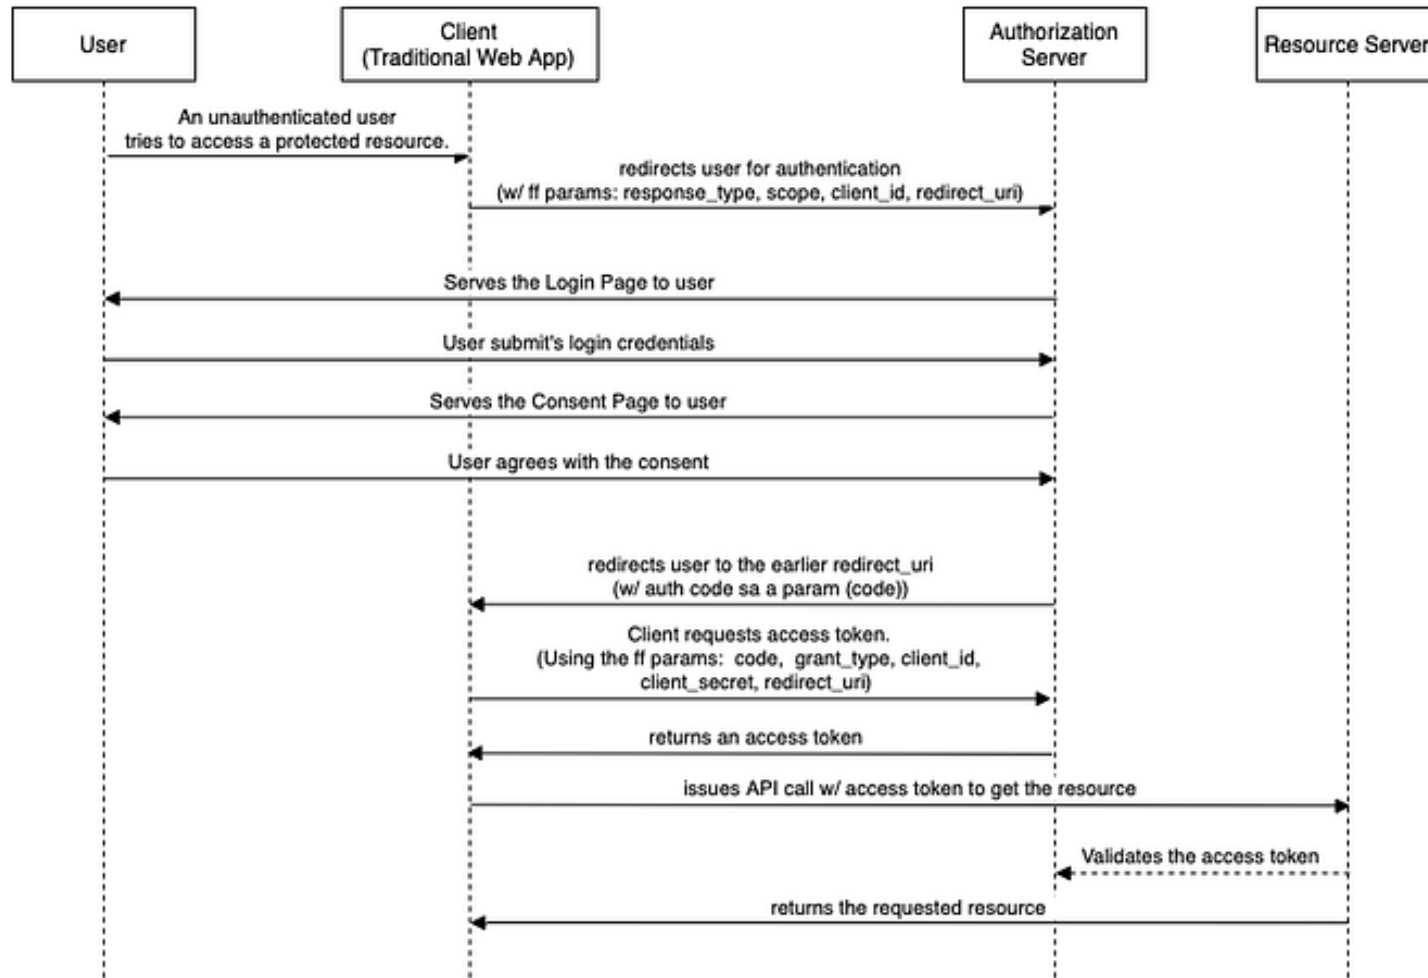 User
Client
(Traditional Web App)
Authorization
Server
Resource Server
An unauthenticated user
tries to access a protected resource.
redirects user for authentication
(w/ ff params: response_type, scope, client_id, redirect_uri)
Serves the Login Page to user
User submit's login credentials
Serves the Consent Page to user
User agrees with the consent
redirects user to the earlier redirect_uri
(w/ auth code sa a param (code))
Client requests access token.
(Using the ff params:  code,  grant_type, client_id,
client_secret, redirect_uri)
returns an access token
issues API call w/ access token to get the resource
Validates the access token
returns the requested resource